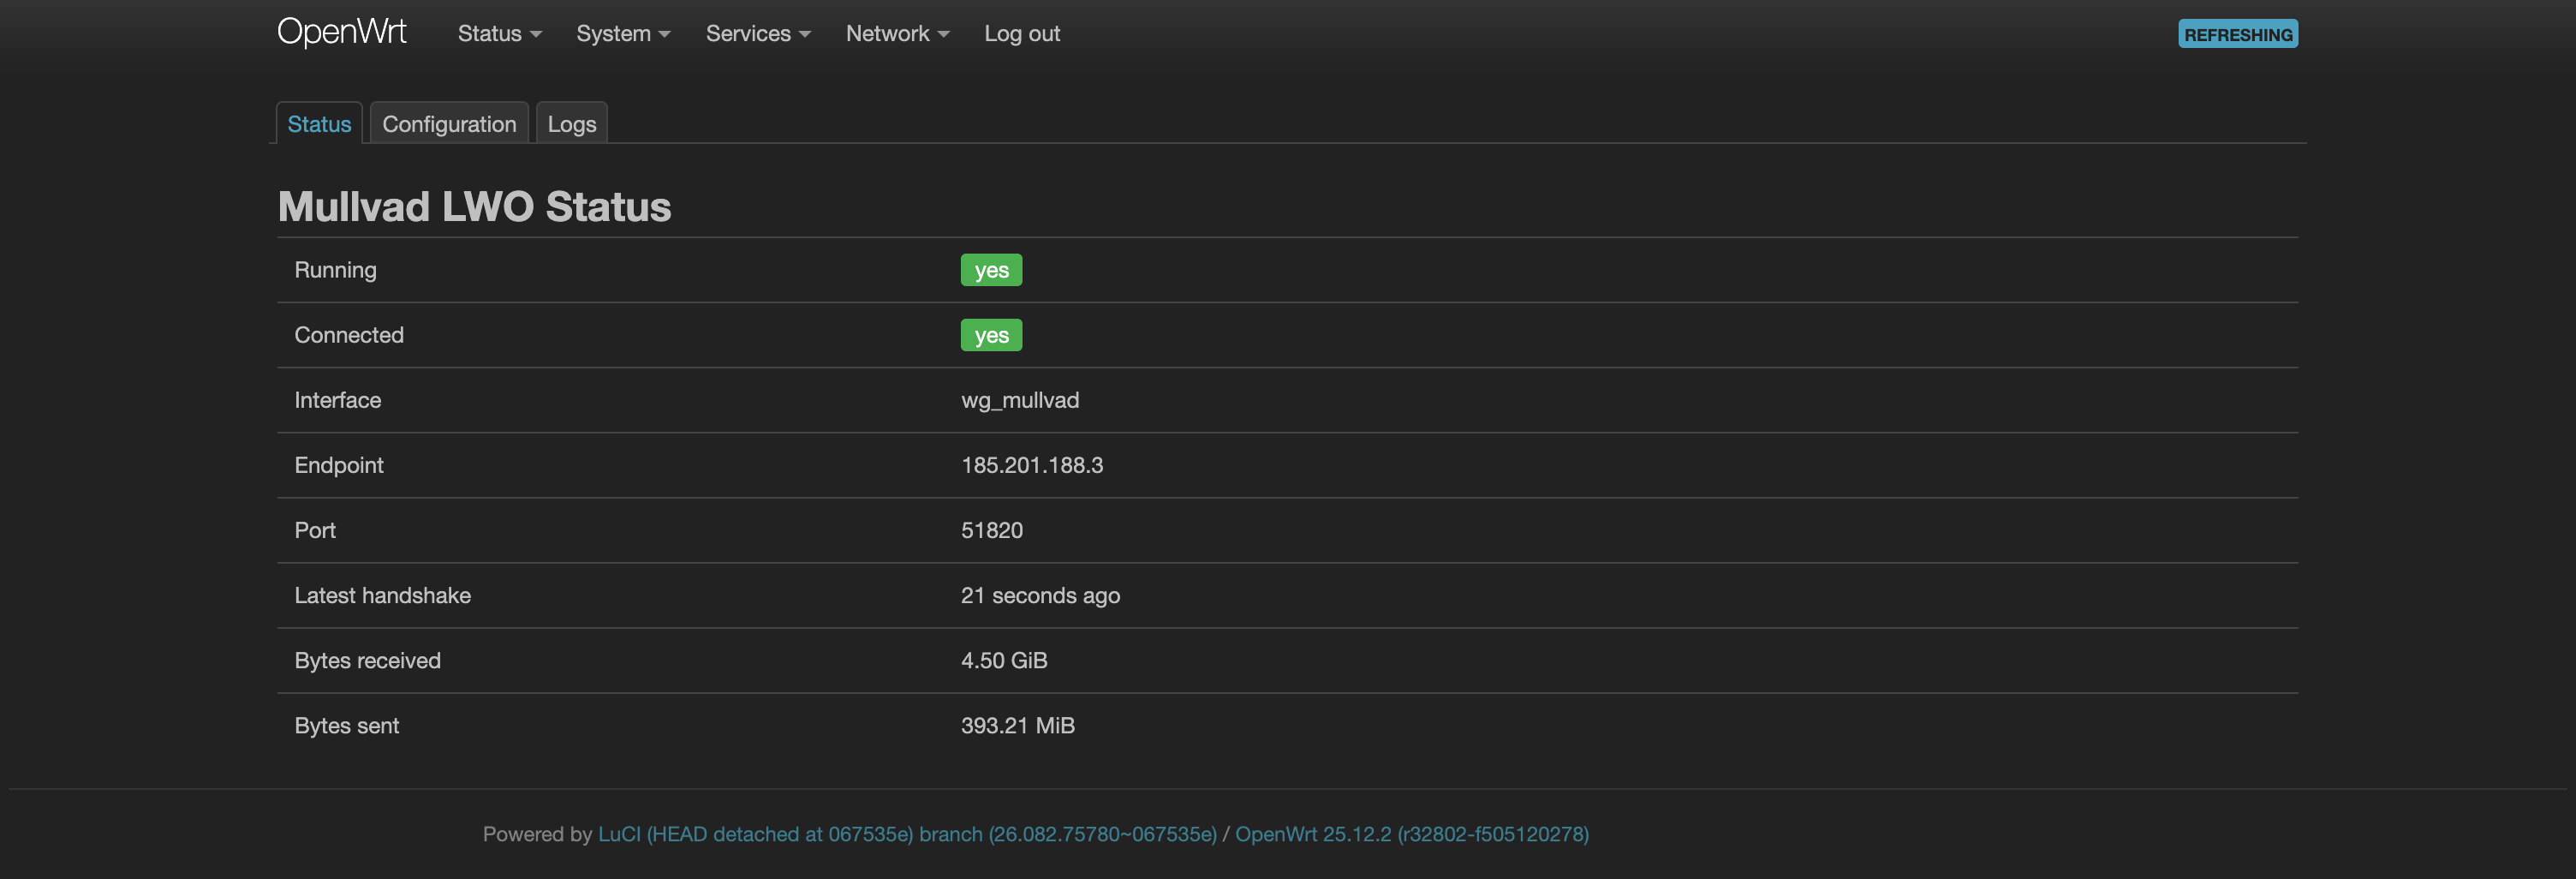 OpenWrt Status System Services Network Log out REFRESHING
Status Configuration Logs
Mullvad LWO Status
Running yes
Connected yes
Interface wg_mullvad
Endpoint 185.201.188.3
Port 51820
Latest handshake 21 seconds ago
Bytes received 4.50 GiB
Bytes sent 393.21 MiB
Powered by LuCI (HEAD detached at 067535e) branch (26.082.75780~067535e) / OpenWrt 25.12.2 (r32802-f505120278)